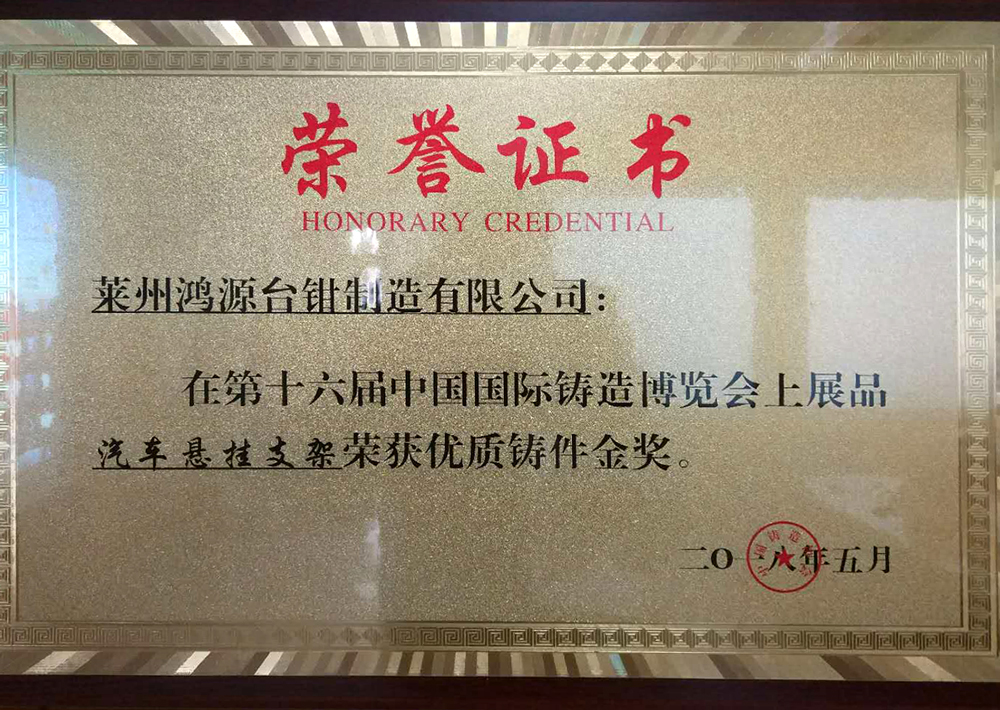 荣誉证书
HONORARY CREDENTIAL
莱州鸿源台钳制造有限公司：
在第十六届中国国际铸造博览会上展品
汽车悬挂支架荣获优质铸件金奖。
二〇一八年五月